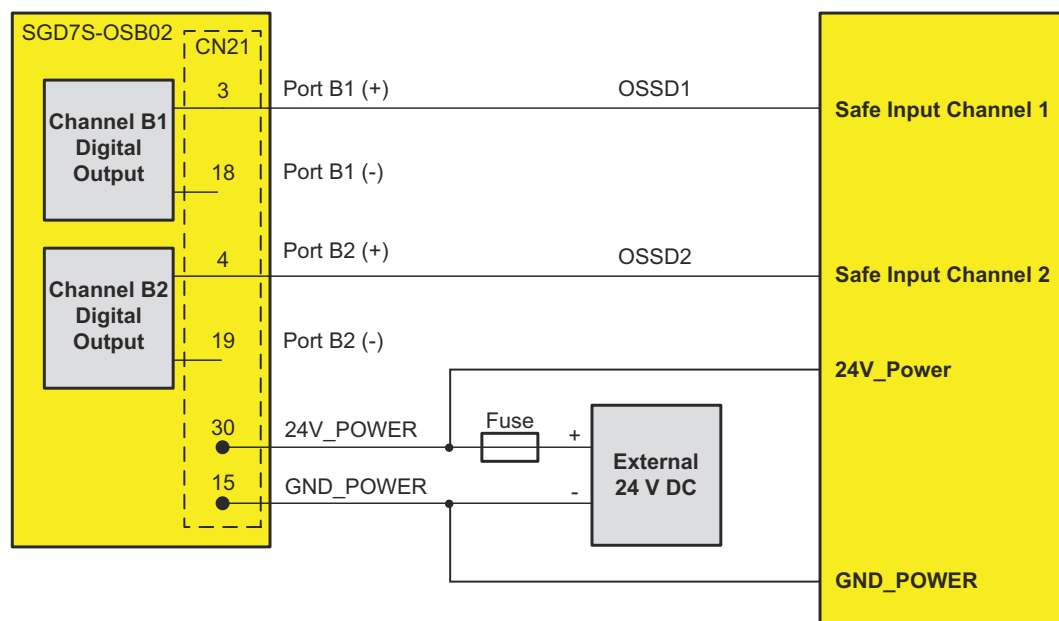 SGD7S-OSB02
CN21
Channel B1
Digital
Output
3
Port B1 (+)
OSSD1
Safe Input Channel 1
18
Port B1 (-)
Channel B2
Digital
Output
4
Port B2 (+)
OSSD2
Safe Input Channel 2
19
Port B2 (-)
24V_Power
30
24V_POWER
Fuse
+
External
24 V DC
15
GND_POWER
-
GND_POWER